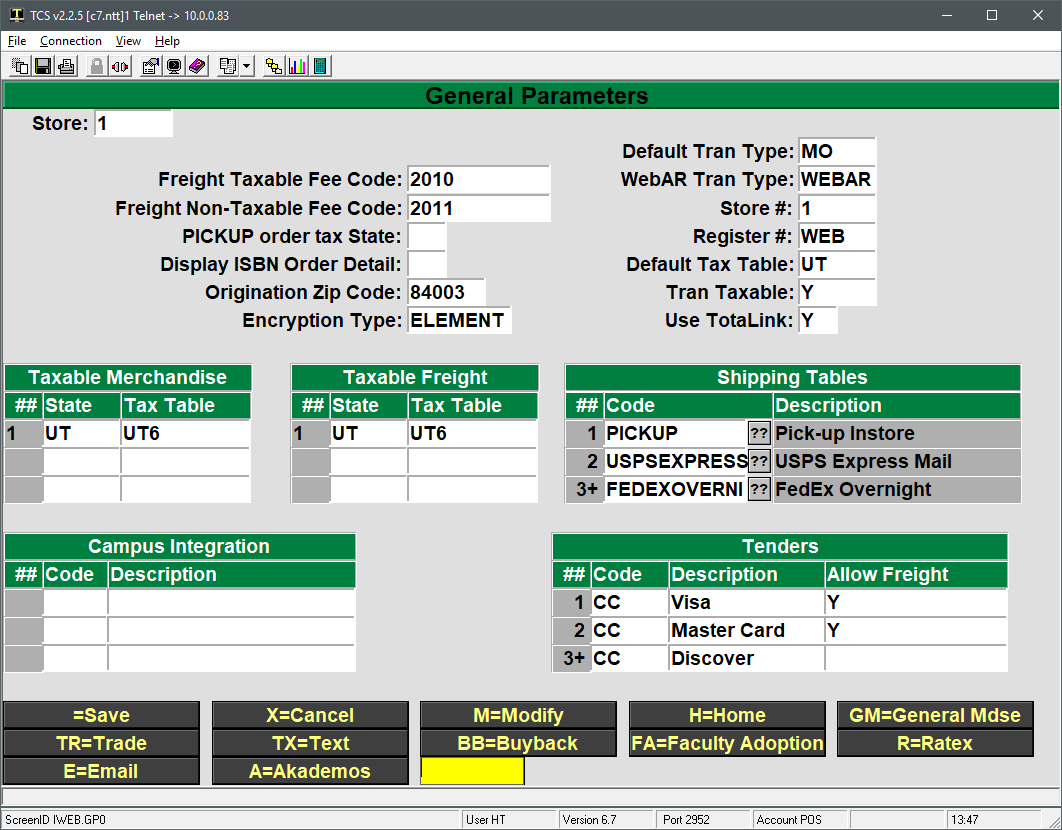 TCS v2.2.5 [c7.ntt]1 Telnet -> 10.0.0.83
File Connection View Help
General Parameters
Store: 1
Default Tran Type: MO
Freight Taxable Fee Code: 2010 WebAR Tran Type: WEBAR
Freight Non-Taxable Fee Code: 2011 Store #: 1
PICKUP order tax State: Register #: WEB
Display ISBN Order Detail: Default Tax Table: UT
Origination Zip Code: 84003 Tran Taxable: Y
Encryption Type: ELEMENT Use TotaLink: Y
Taxable Merchandise
## State Tax Table
1 UT UT6
Taxable Freight
## State Tax Table
1 UT UT6
Shipping Tables
## Code Description
1 PICKUP ?? Pick-up Instore
2 USPSEXPRESS ?? USPS Express Mail
3+ FEDEXOVERNI ?? FedEx Overnight
Campus Integration
## Code Description
Tenders
## Code Description Allow Freight
1 CC Visa Y
2 CC Master Card Y
3+ CC Discover
=Save X=Cancel M=Modify H=Home GM=General Mdse
TR=Trade TX=Text BB=Buyback FA=Faculty Adoption R=Ratex
E=Email A=Akademos
ScreenID IWEB.GP0 User HT Version 6.7 Port 2952 Account POS 13:47